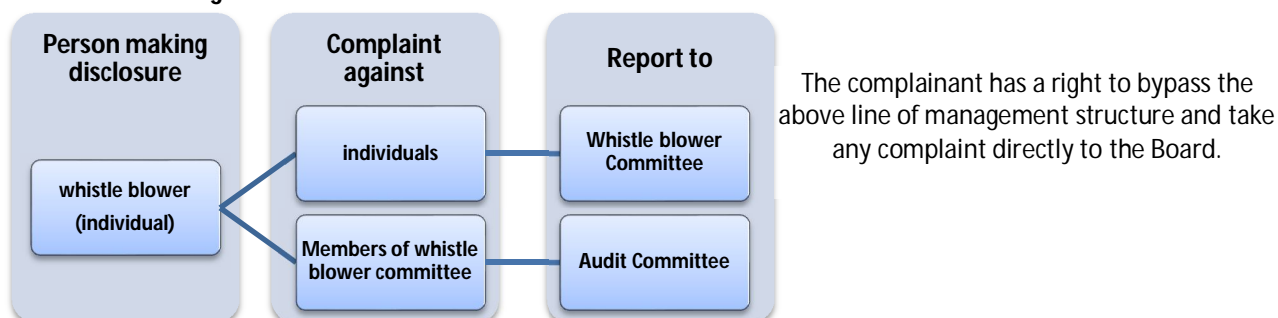 Person making
disclosure
Complaint
against
Report to
whistle blower
(individual)
individuals
Whistle blower
Committee
Members of whistle
blower committee
Audit Committee
The complainant has a right to bypass the
above line of management structure and take
any complaint directly to the Board.